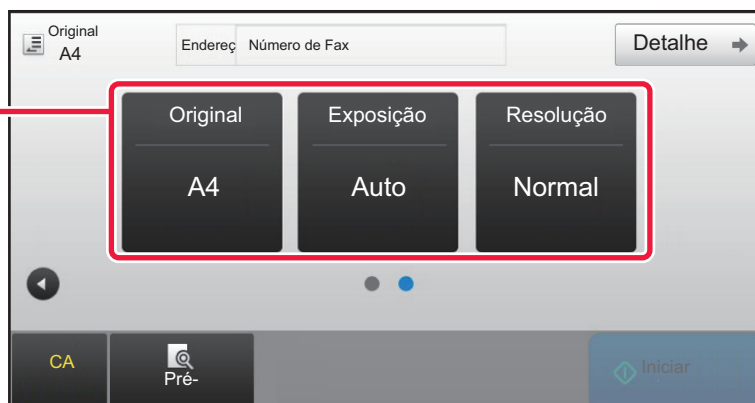 Original
A4
Endereç Número de Fax
Detalhe
Original Exposição Resolução
A4 Auto Normal
CA
Pré-
Iniciar